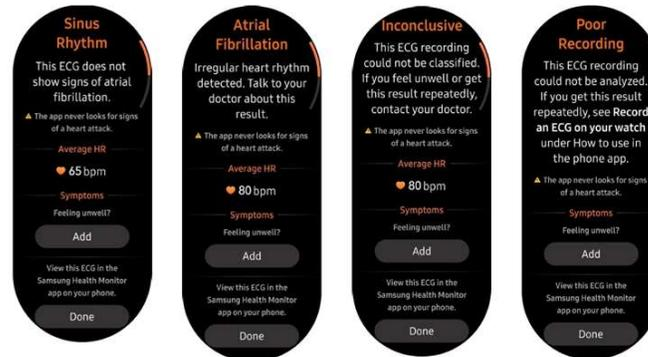 Sinus
Rhythm
This ECG does not
show signs of atrial
fibrillation.
The app never looks for signs
of a heart attack.
Average HR
65 bpm
Symptoms
Feeling unwell?
Add
View this ECG in the
Samsung Health Monitor
app on your phone.
Done
Atrial
Fibrillation
Irregular heart rhythm
detected. Talk to your
doctor about this
result.
The app never looks for signs
of a heart attack.
Average HR
80 bpm
Symptoms
Feeling unwell?
Add
View this ECG in the
Samsung Health Monitor
app on your phone.
Done
Inconclusive
This ECG recording
could not be classified.
If you feel unwell or get
this result repeatedly,
contact your doctor.
The app never looks for signs
of a heart attack.
Average HR
80 bpm
Symptoms
Feeling unwell?
Add
View this ECG in the
Samsung Health Monitor
app on your phone.
Done
Poor
Recording
This ECG recording
could not be analyzed.
If you get this result
repeatedly, see Record
an ECG on your watch
under How to use in
the phone app.
The app never looks for signs
of a heart attack.
Symptoms
Feeling unwell?
Add
View this ECG in the
Samsung Health Monitor
app on your phone.
Done